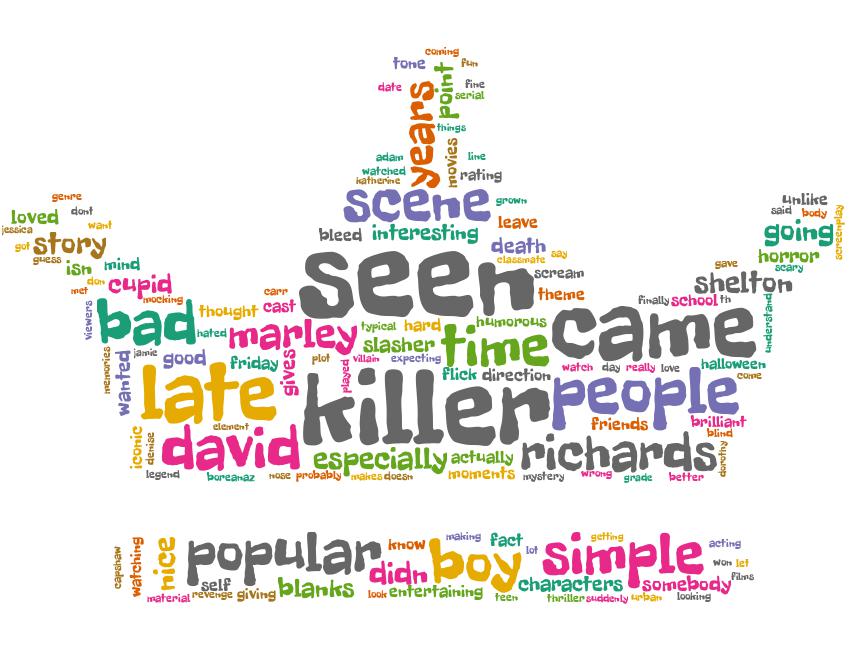 coming
tone
fun
date
years
point
fine
serial
things
adam
line
watched
movies
katherine
rating
genre
scene
grown
unlike
loved
dont
said
body
jessica
want
bleed
interesting
leave
going
screenplay
got
story
death
guess
classmate
say
horror
isn
mind
seen
scream
gave
scary
don
cupid
shelton
met
mocking
carr
theme
finally
school
th
viewers
bad
thought
cast
came
understand
hated
marley
typical
hard
humorous
slasher
time
memories
jamie
good
friday
gives
plot
villain
expecting
watch
day
really
love
halloween
wanted
played
flick
direction
come
late
killer
people
element
friends
brilliant
blind
iconic
denise
david
especially
actually
richards
dorothy
legend
boreanaz
nose
probably
makes
doesn
moments
mystery
wrong
grade
better
capshaw
watching
nice
popular
know
making
fact
getting
acting
didn
boy
lot
simple
won
let
self
blanks
characters
somebody
films
material
revenge
giving
look
entertaining
teen
thriller
suddenly
urban
looking